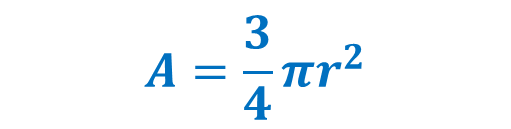 A = 3/4 πr²